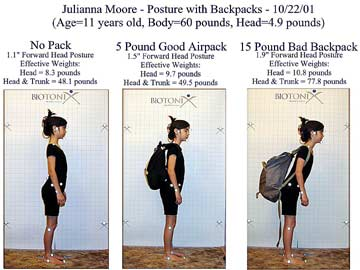 Julianna Moore - Posture with Backpacks - 10/22/01
(Age=11 years old, Body=60 pounds, Head=4.9 pounds)
No Pack
1.1" Forward Head Posture
Effective Weights:
Head = 8.3 pounds
Head & Trunk = 48.1 pounds
5 Pound Good Airpack
1.5" Forward Head Posture
Effective Weights:
Head = 9.7 pounds
Head & Trunk = 49.5 pounds
15 Pound Bad Backpack
1.9" Forward Head Posture
Effective Weights:
Head = 10.8 pounds
Head & Trunk = 77.8 pounds
BIOTONIX
BIOTONIX
BIOTONIX